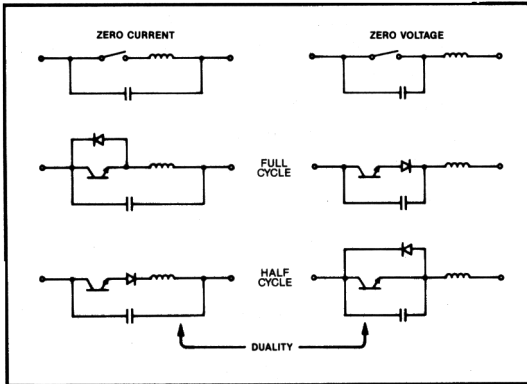 ZERO CURRENT
ZERO VOLTAGE
FULL
CYCLE
HALF
CYCLE
DUALITY